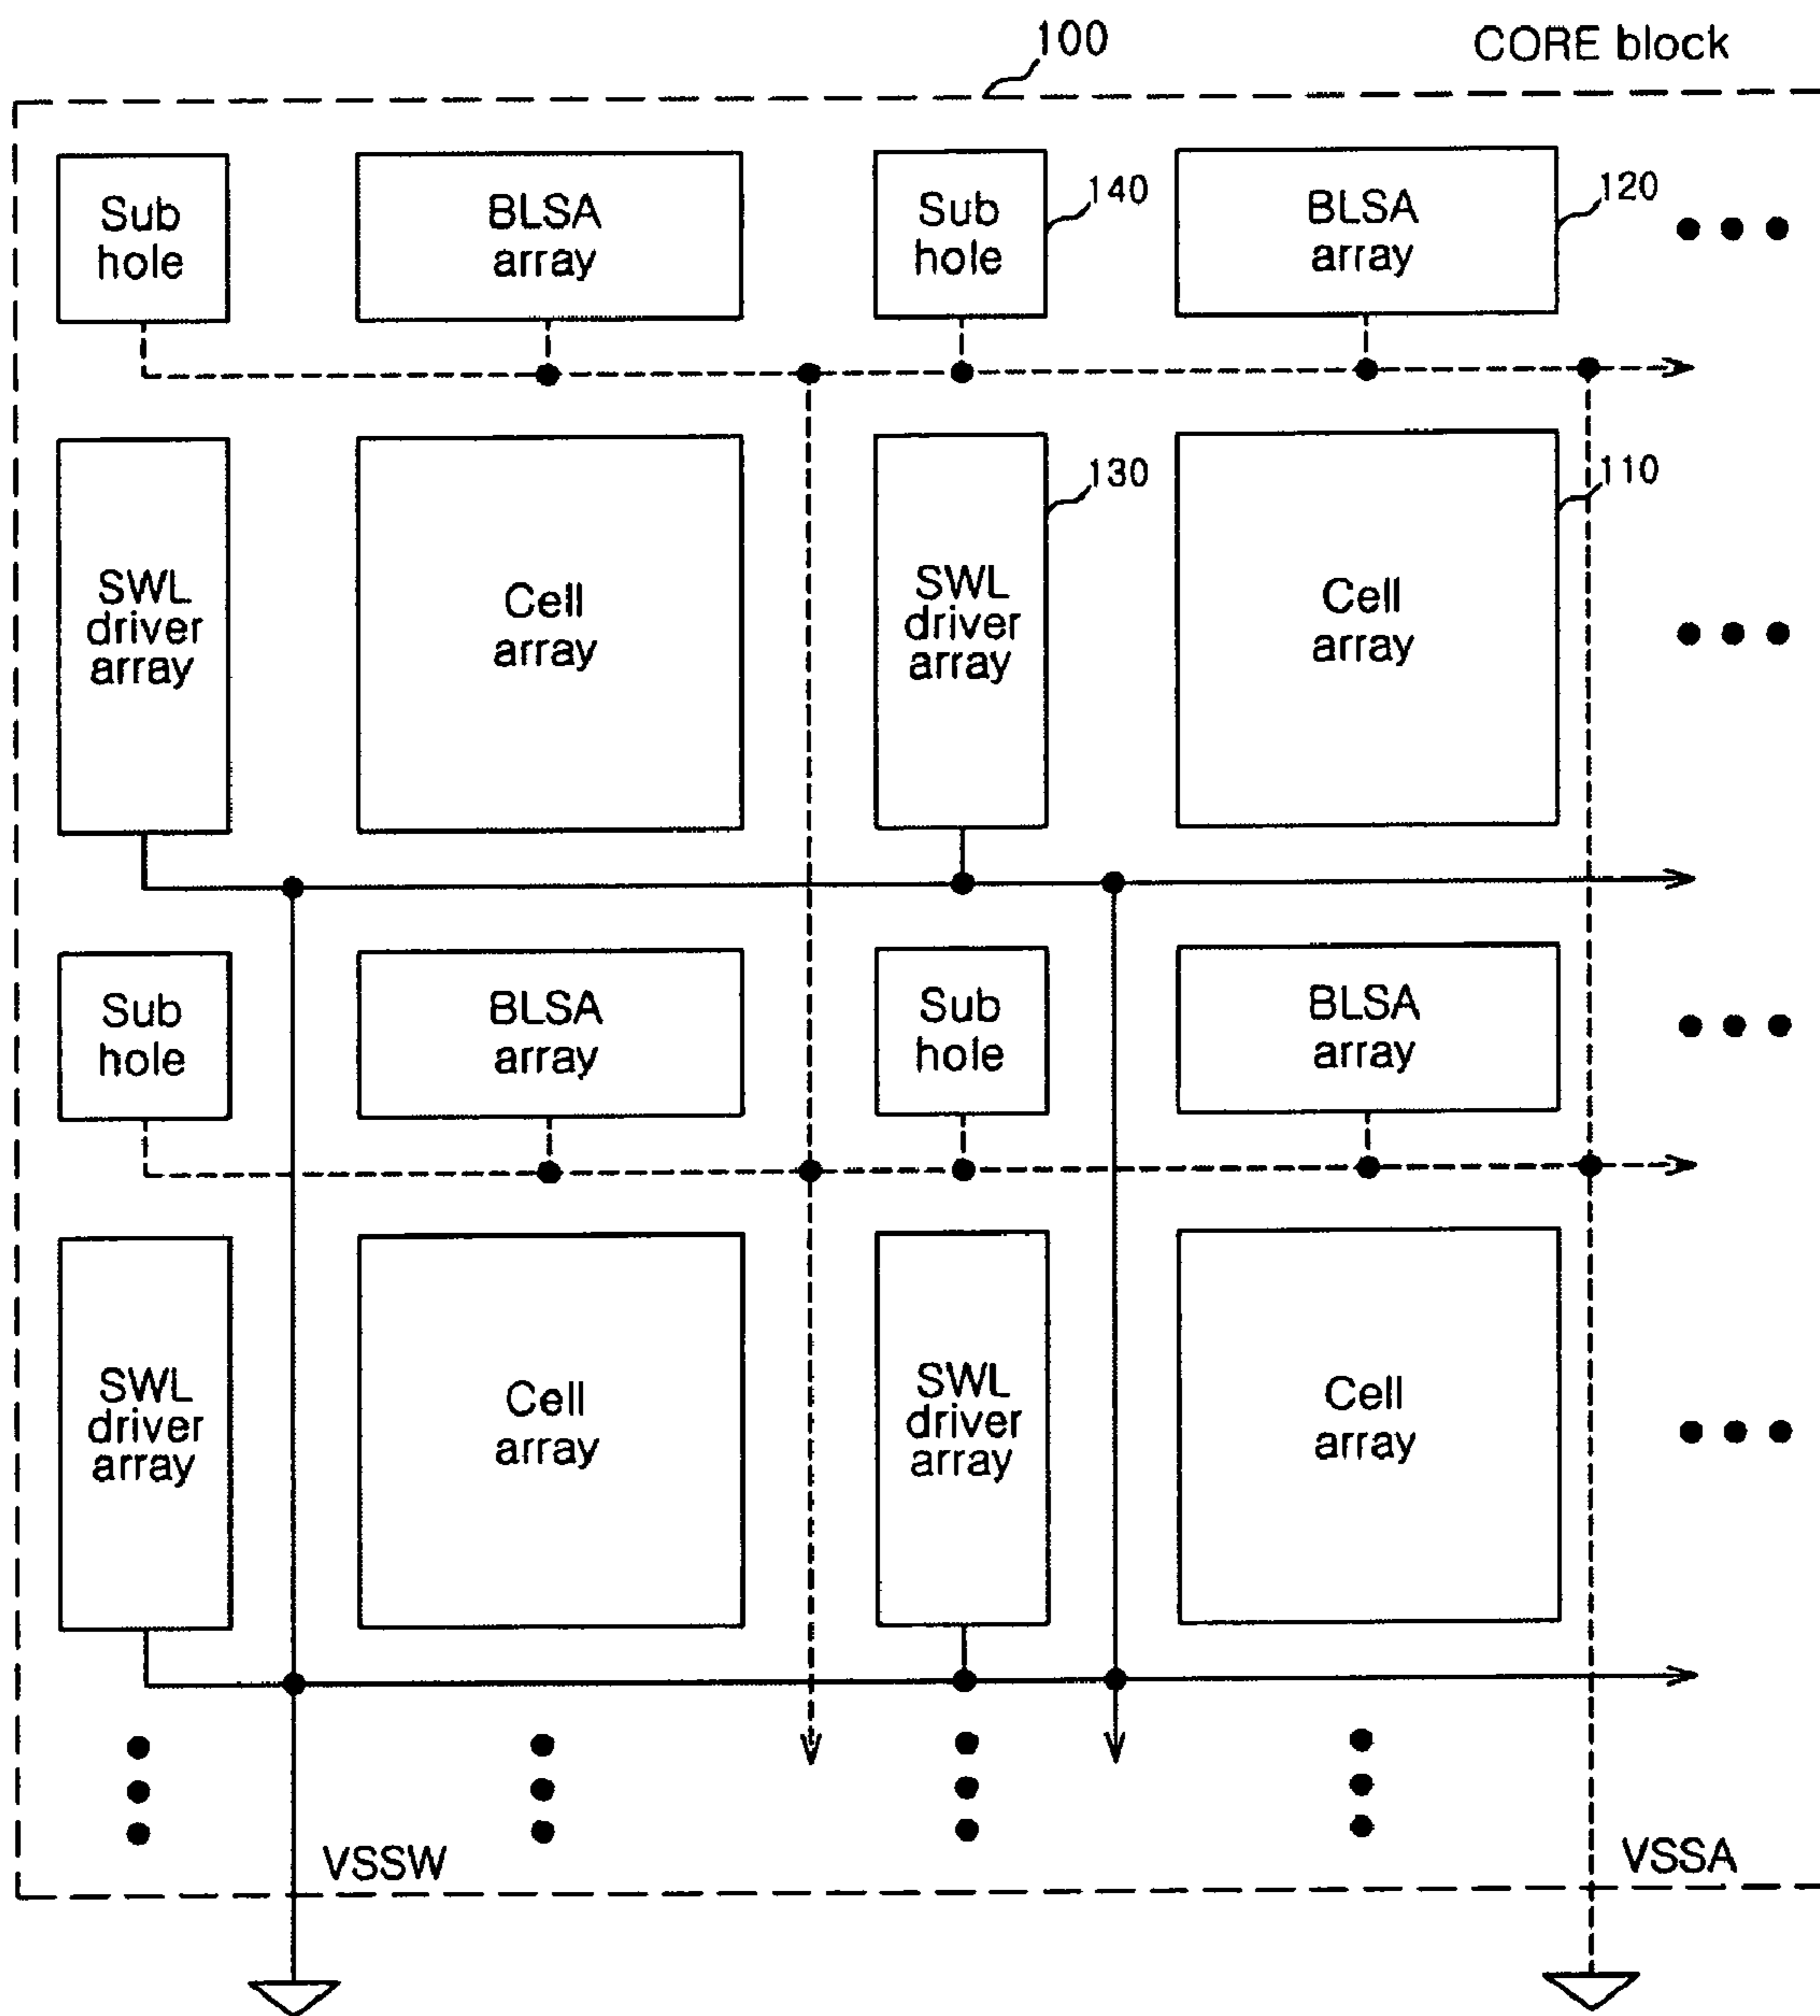 100
CORE block
Sub
hole
BLSA
array
Sub
hole
140
BLSA
array
120
SWL
driver
array
Cell
array
SWL
driver
array
130
Cell
array
110
Sub
hole
BLSA
array
Sub
hole
BLSA
array
SWL
driver
array
Cell
array
SWL
driver
array
Cell
array
VSSW
VSSA